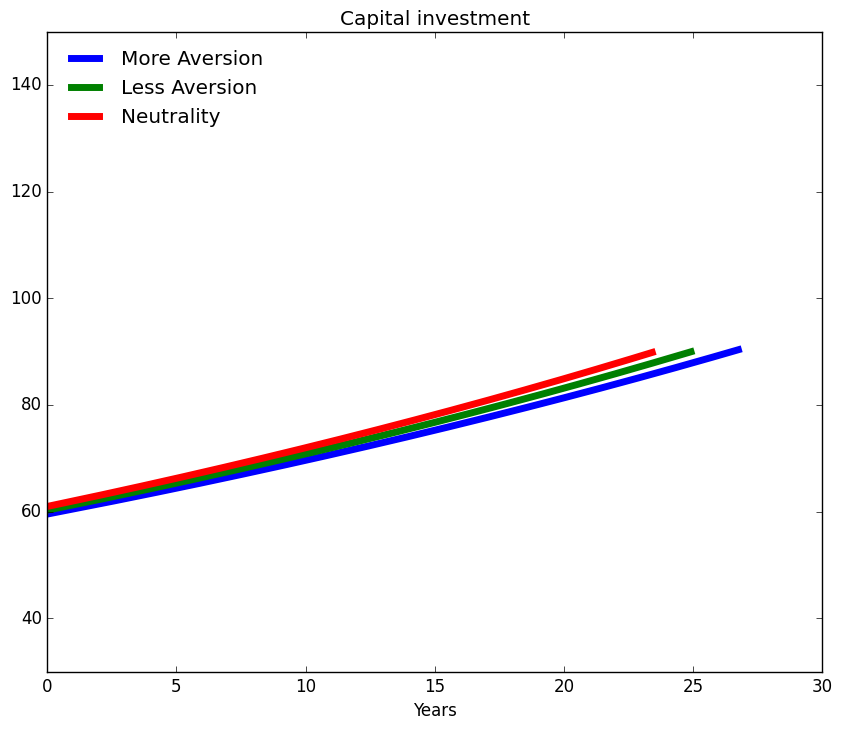 Capital investment
More Aversion
Less Aversion
Neutrality
140
120
100
80
60
40
0 5 10 15 20 25 30
Years